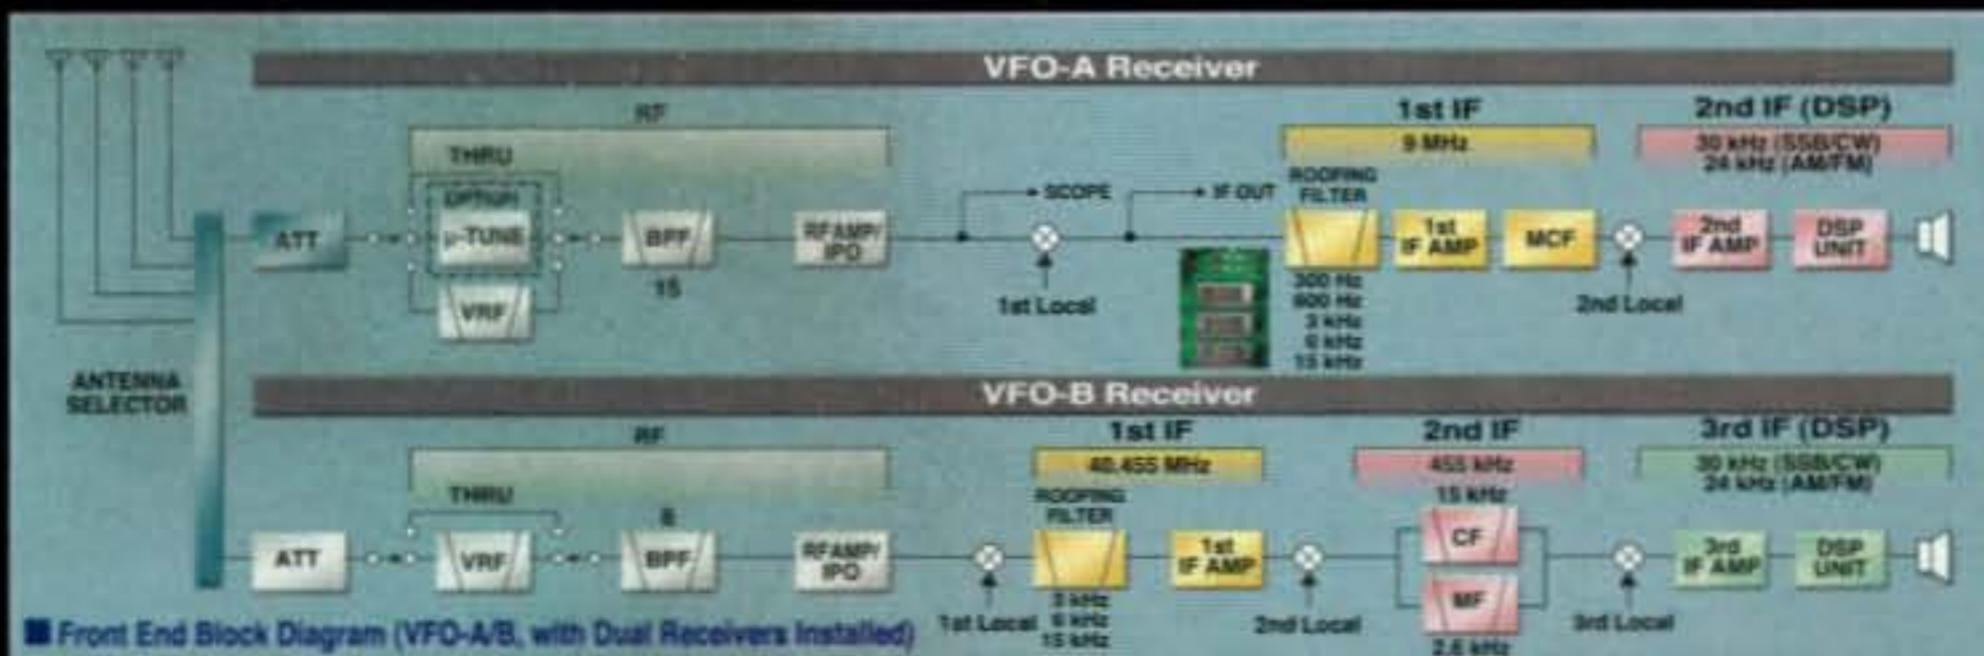 VFO-A Receiver
RF
1st IF
2nd IF (DSP)
9 MHz
30 kHz (SSB/CW)
24 kHz (AM/FM)
THRU
OPTION
SCOPE
IF OUT
ROOFING
FILTER
ATT
μ-TUNE
BPF
RF AMP/
IPO
1st
IF AMP
MCF
2nd
IF AMP
DSP
UNIT
15
VRF
1st Local
300 Hz
600 Hz
3 kHz
6 kHz
15 kHz
2nd Local
ANTENNA
SELECTOR
VFO-B Receiver
RF
1st IF
2nd IF
3rd IF (DSP)
40.455 MHz
455 kHz
30 kHz (SSB/CW)
24 kHz (AM/FM)
THRU
ROOFING
FILTER
15 kHz
ATT
VRF
BPF
RF AMP/
IPO
1st
IF AMP
CF
MF
3rd
IF AMP
DSP
UNIT
1st Local
3 kHz
6 kHz
15 kHz
2nd Local
2.6 kHz
3rd Local
Front End Block Diagram (VFO-A/B, with Dual Receivers Installed)